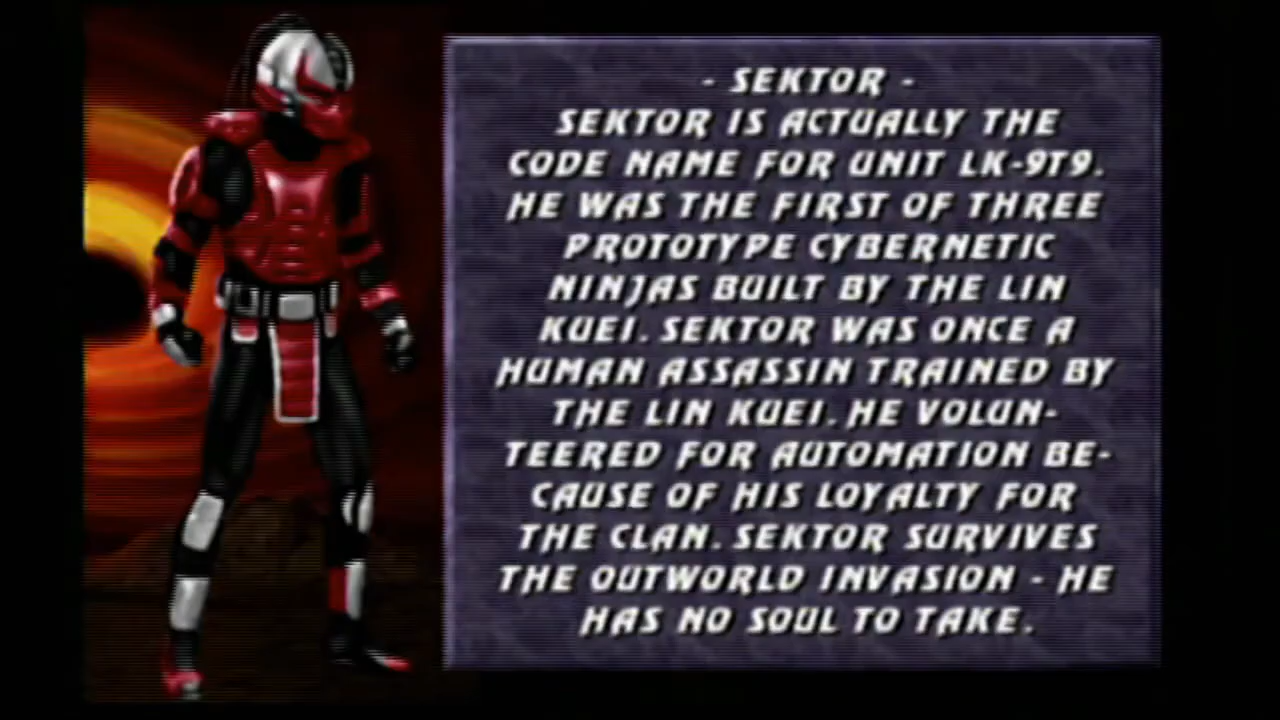 - SEKTOR -
SEKTOR IS ACTUALLY THE
CODE NAME FOR UNIT LK-9T9.
HE WAS THE FIRST OF THREE
PROTOTYPE CYBERNETIC
NINJAS BUILT BY THE LIN
KUEI. SEKTOR WAS ONCE A
HUMAN ASSASSIN TRAINED BY
THE LIN KUEI. HE VOLUN-
TEERED FOR AUTOMATION BE-
CAUSE OF HIS LOYALTY FOR
THE CLAN. SEKTOR SURVIVES
THE OUTWORLD INVASION - HE
HAS NO SOUL TO TAKE.